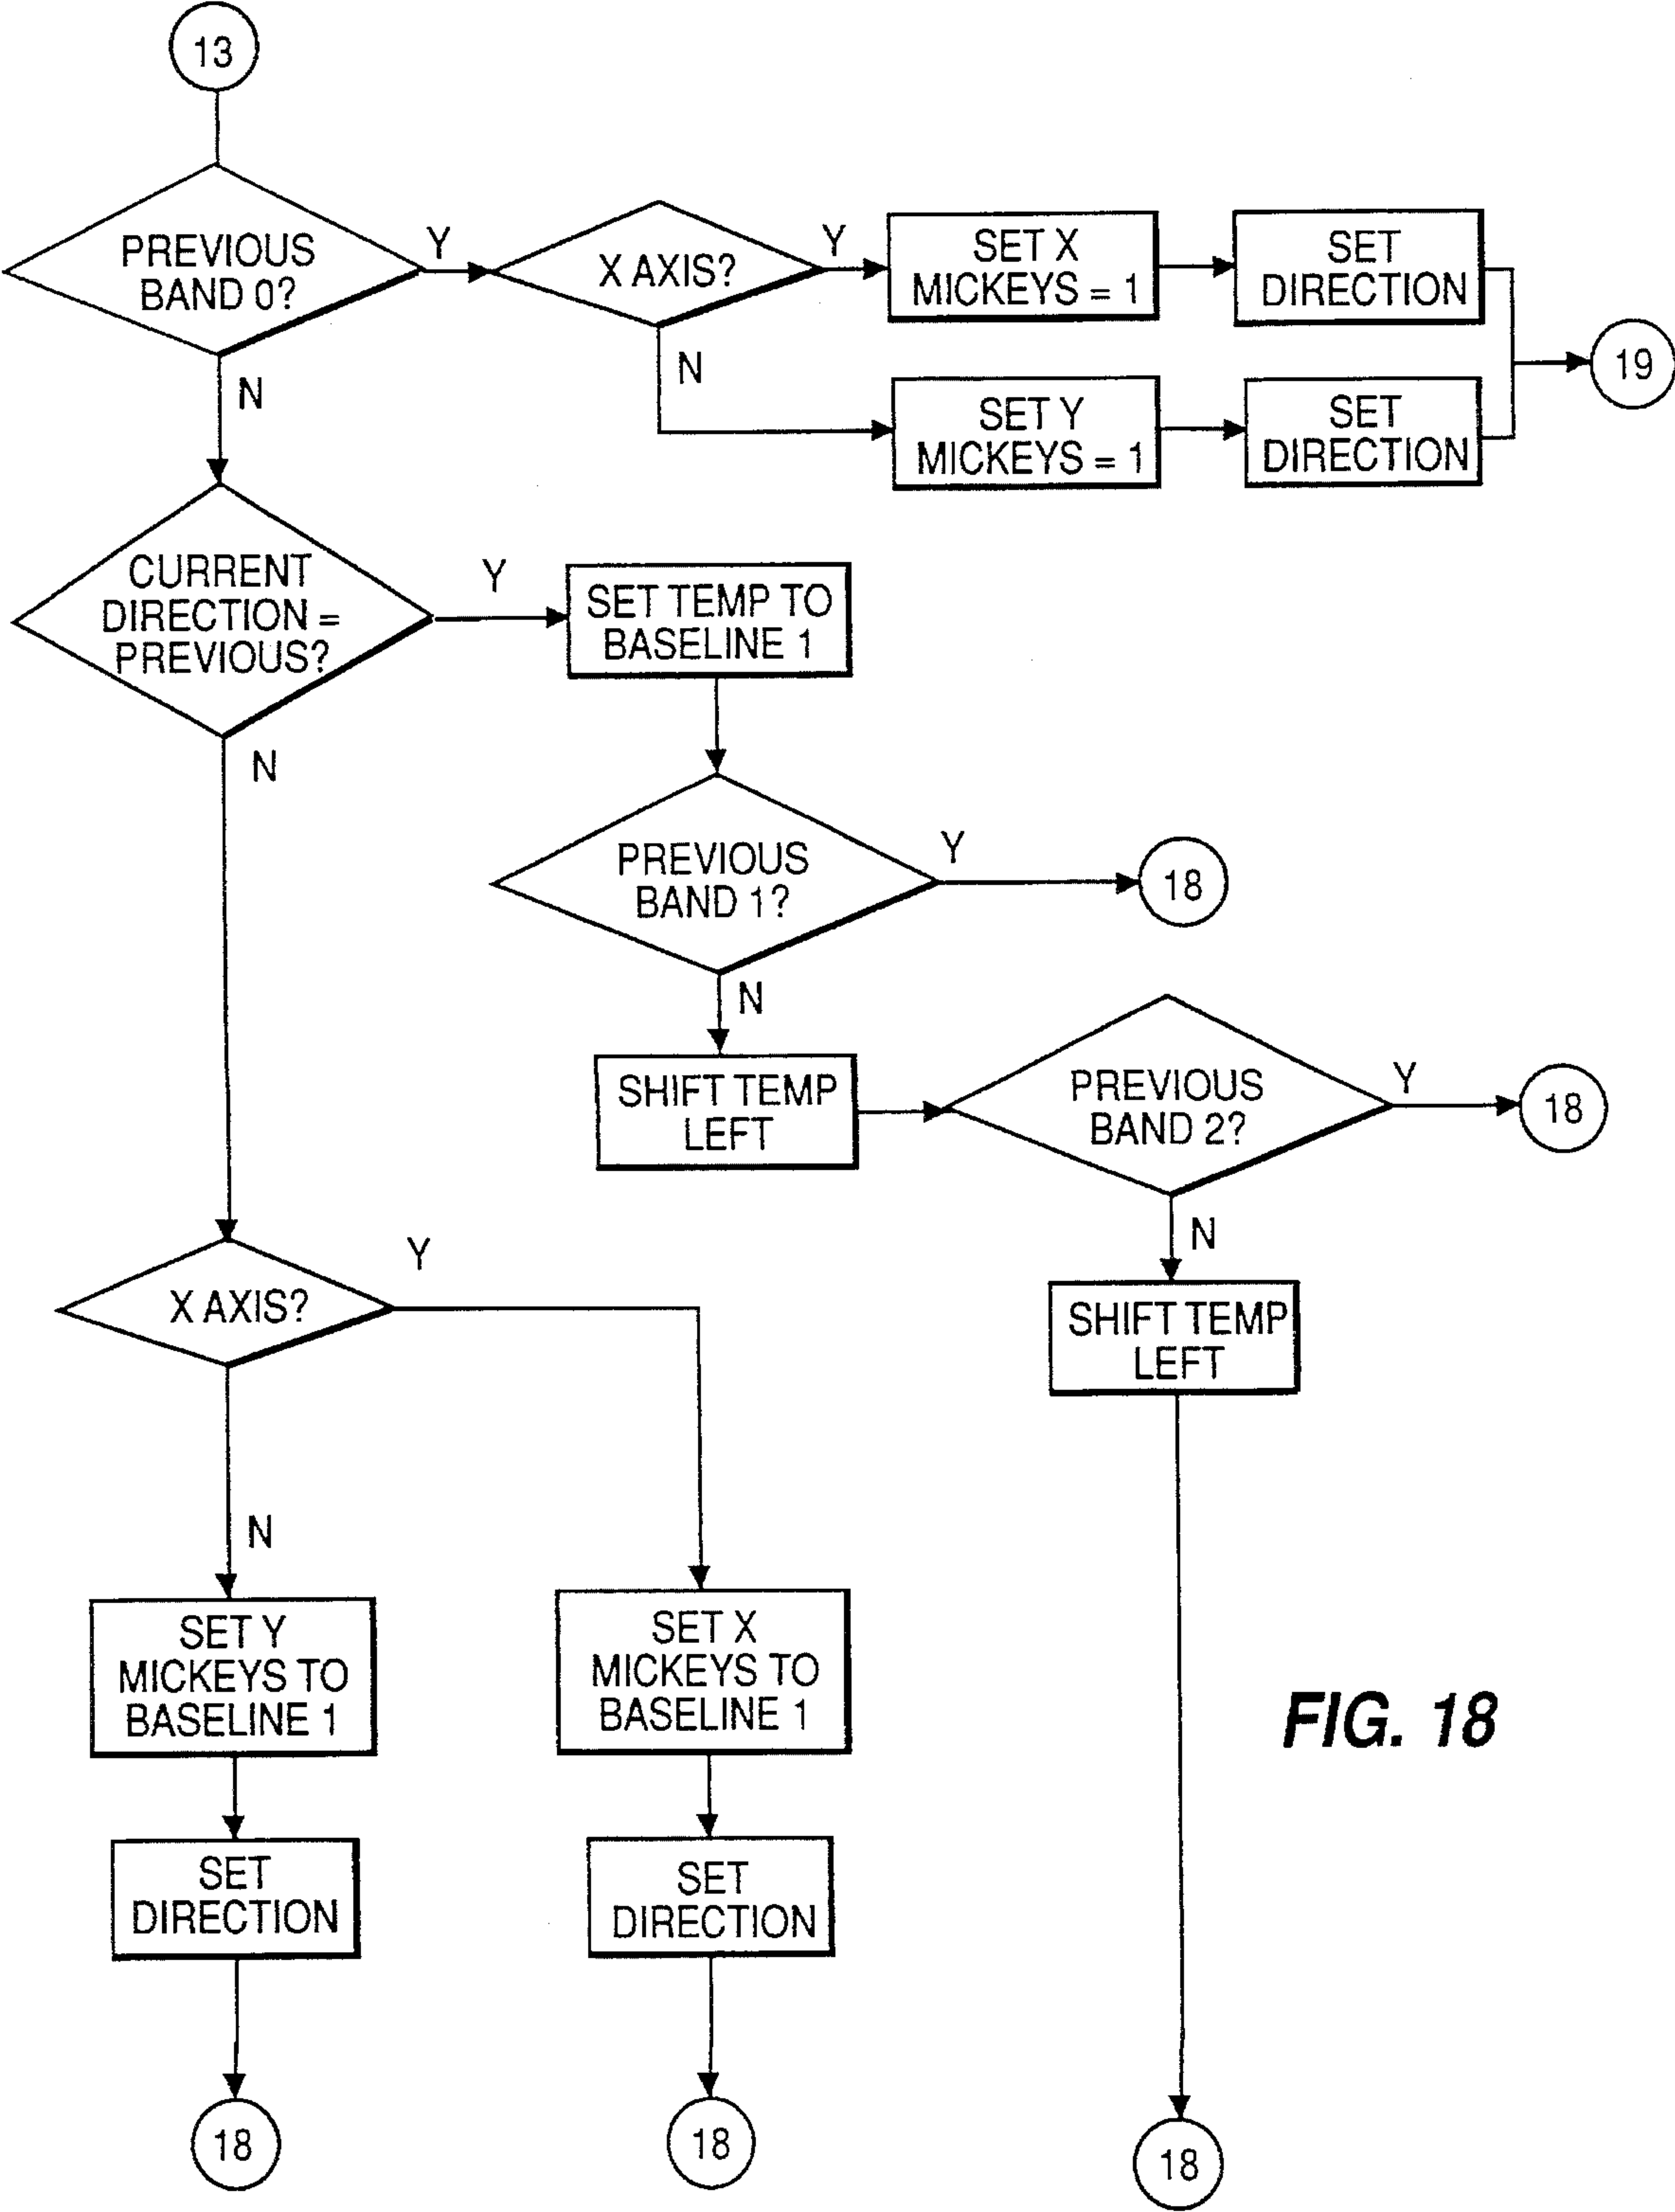 13
PREVIOUS
BAND 0?
Y
X AXIS?
Y
SET X
MICKEYS = 1
SET
DIRECTION
N
N
SET Y
MICKEYS = 1
SET
DIRECTION
19
CURRENT
DIRECTION =
PREVIOUS?
Y
SET TEMP TO
BASELINE 1
N
PREVIOUS
BAND 1?
Y
18
N
SHIFT TEMP
LEFT
PREVIOUS
BAND 2?
Y
18
N
SHIFT TEMP
LEFT
X AXIS?
Y
N
SET Y
MICKEYS TO
BASELINE 1
SET X
MICKEYS TO
BASELINE 1
FIG. 18
SET
DIRECTION
SET
DIRECTION
18
18
18